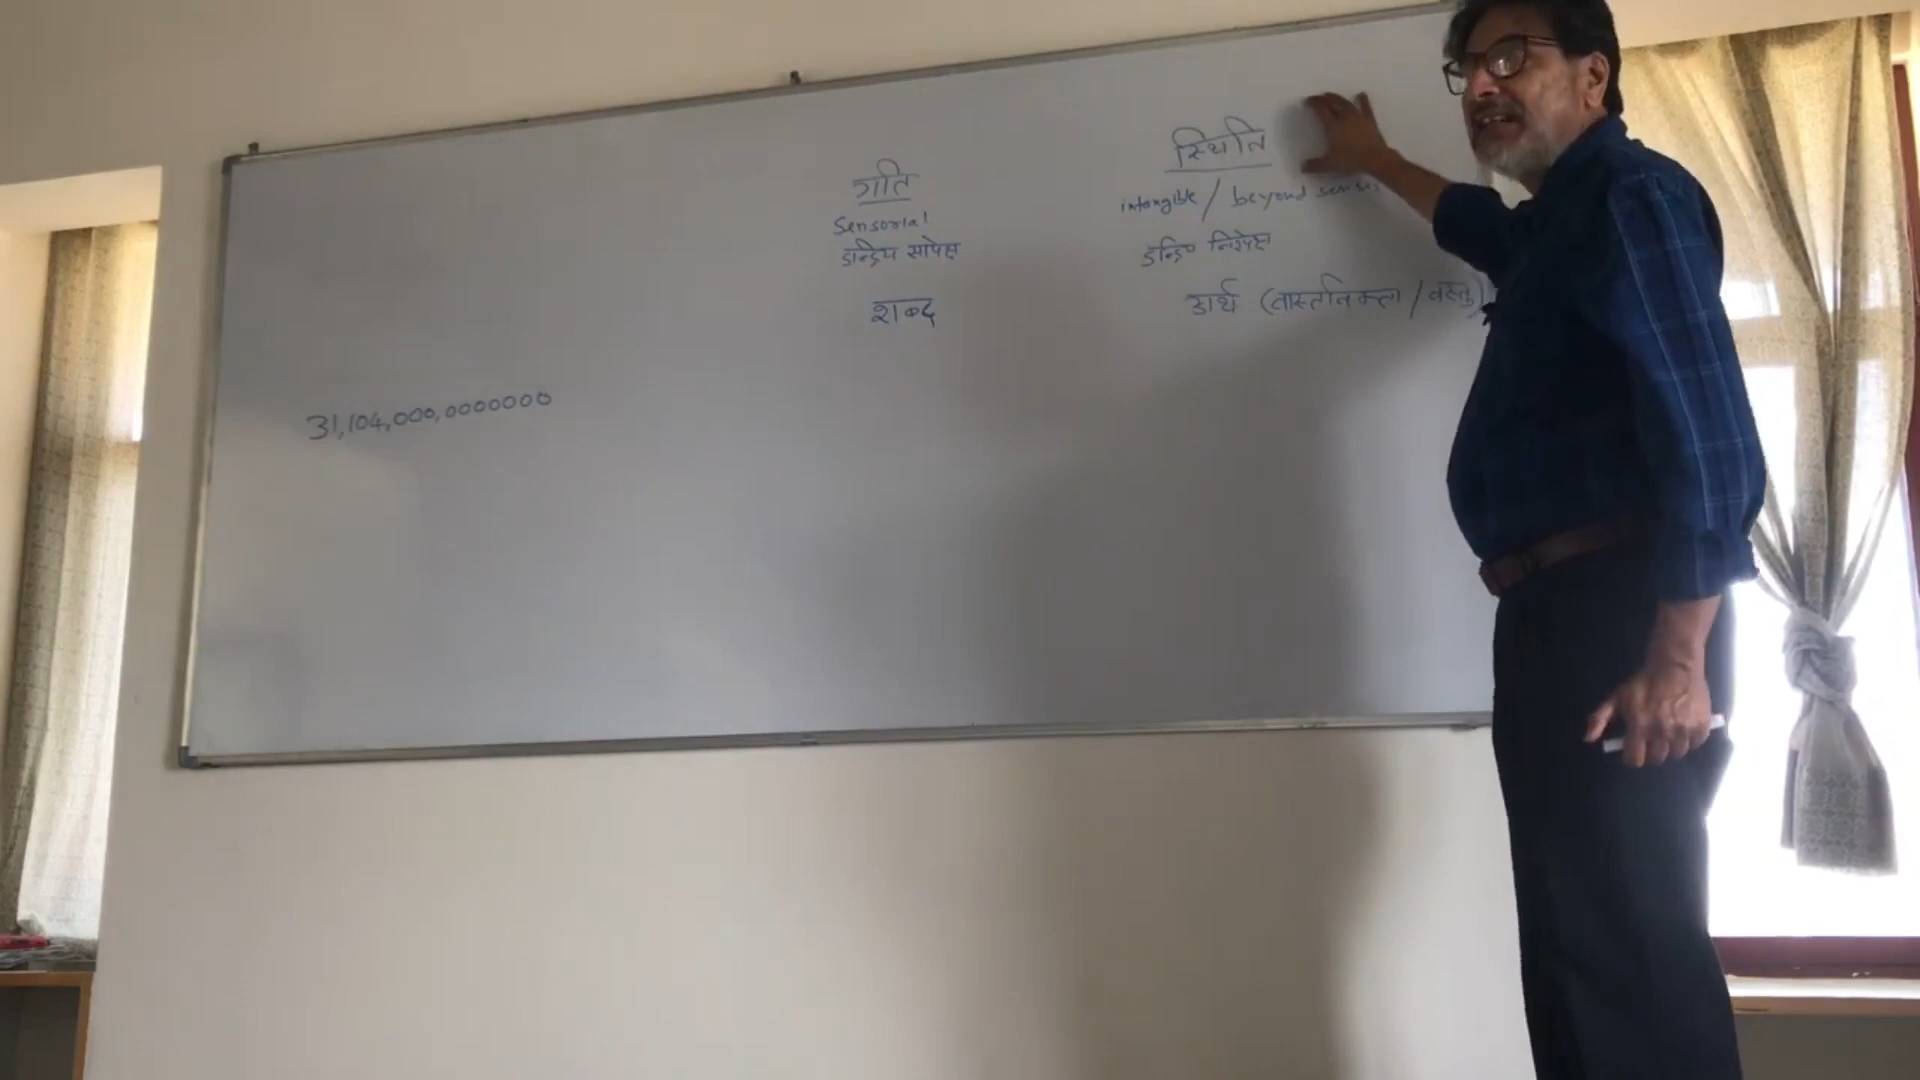 गति
Sensorial
इन्द्रिय सापेक्ष
शब्द
स्थिति
intangible / beyond senses
इन्द्रिय निरपेक्ष
अर्थ (वास्तविकता / वस्तु)
31,104,000,0000000